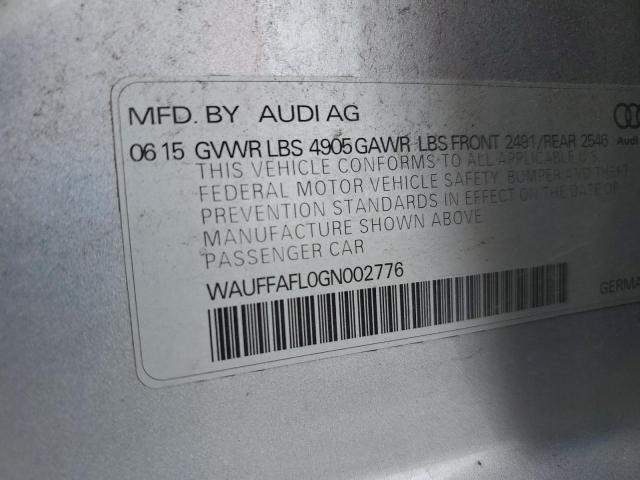 MFD. BY AUDI AG
06 15 GVWR LBS 4905 GAWR LBS FRONT 2491/REAR 2546
Audi
THIS VEHICLE CONFORMS TO ALL APPLICABLE U.S.
FEDERAL MOTOR VEHICLE SAFETY, BUMPER AND THEFT
PREVENTION STANDARDS IN EFFECT ON THE DATE OF
MANUFACTURE SHOWN ABOVE
PASSENGER CAR
WAUFFAFL0GN002776
GERMA